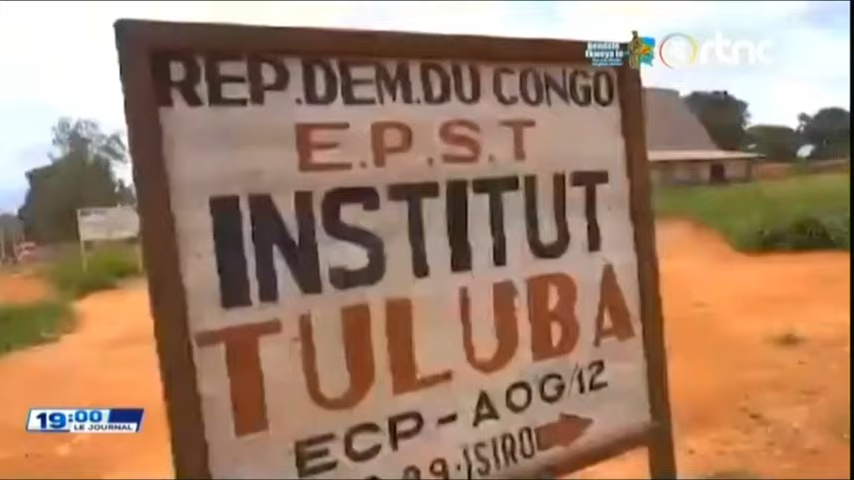 rtnc
REP.DEM.DU CONGO
E.P.S.T
INSTITUT
TULUBA
ECP-AOG/12
ISIRO
19:00
LE JOURNAL